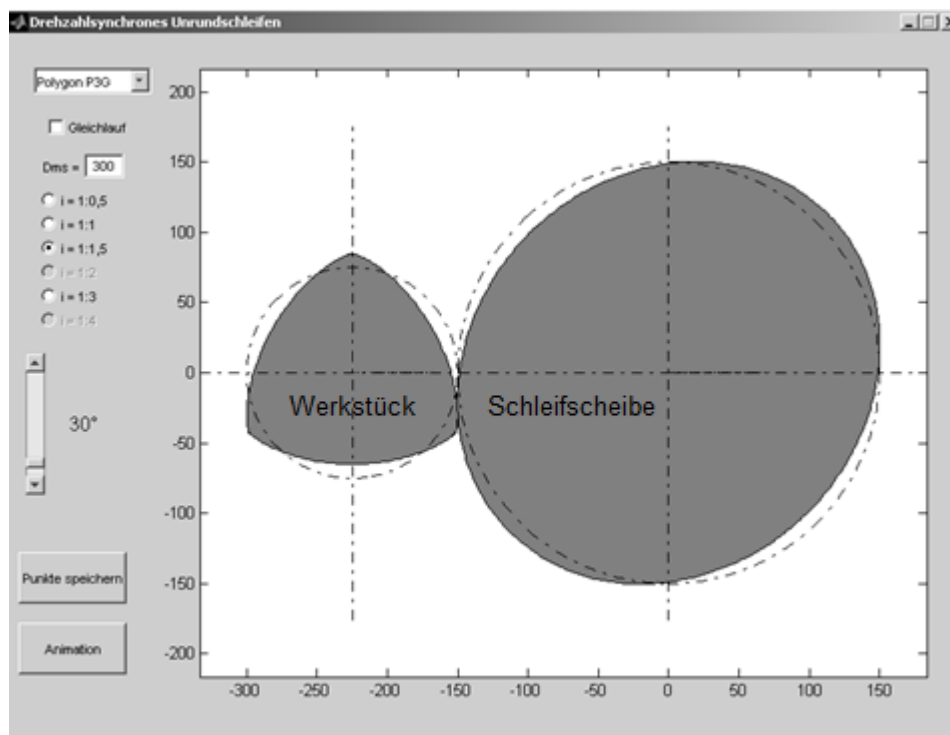 Drehzahlsynchrones Unrundschleifen
Polygon P3G
Gleichlauf
Dms = 300
i = 1:0,5
i = 1:1
i = 1:1,5
i = 1:2
i = 1:3
i = 1:4
30°
Punkte speichern
Animation
200
150
100
50
0
-50
-100
-150
-200
Werkstück
Schleifscheibe
-300 -250 -200 -150 -100 -50 0 50 100 150